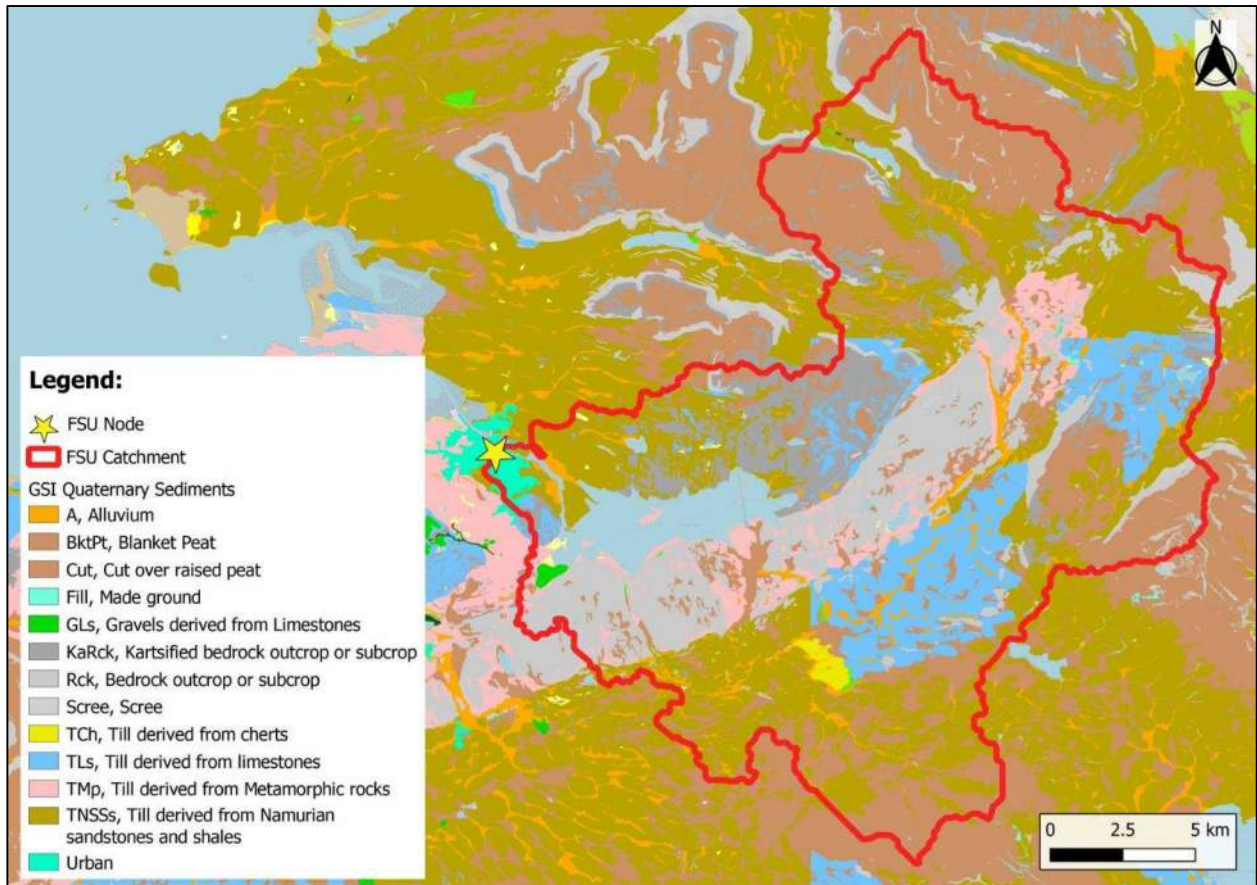 N
Legend:
FSU Node
FSU Catchment
GSI Quaternary Sediments
A, Alluvium
BktPt, Blanket Peat
Cut, Cut over raised peat
Fill, Made ground
GLs, Gravels derived from Limestones
KaRck, Kartsified bedrock outcrop or subcrop
Rck, Bedrock outcrop or subcrop
Scree, Scree
TCh, Till derived from cherts
TLs, Till derived from limestones
TMp, Till derived from Metamorphic rocks
TNSSs, Till derived from Namurian
sandstones and shales
Urban
0 2.5 5 km